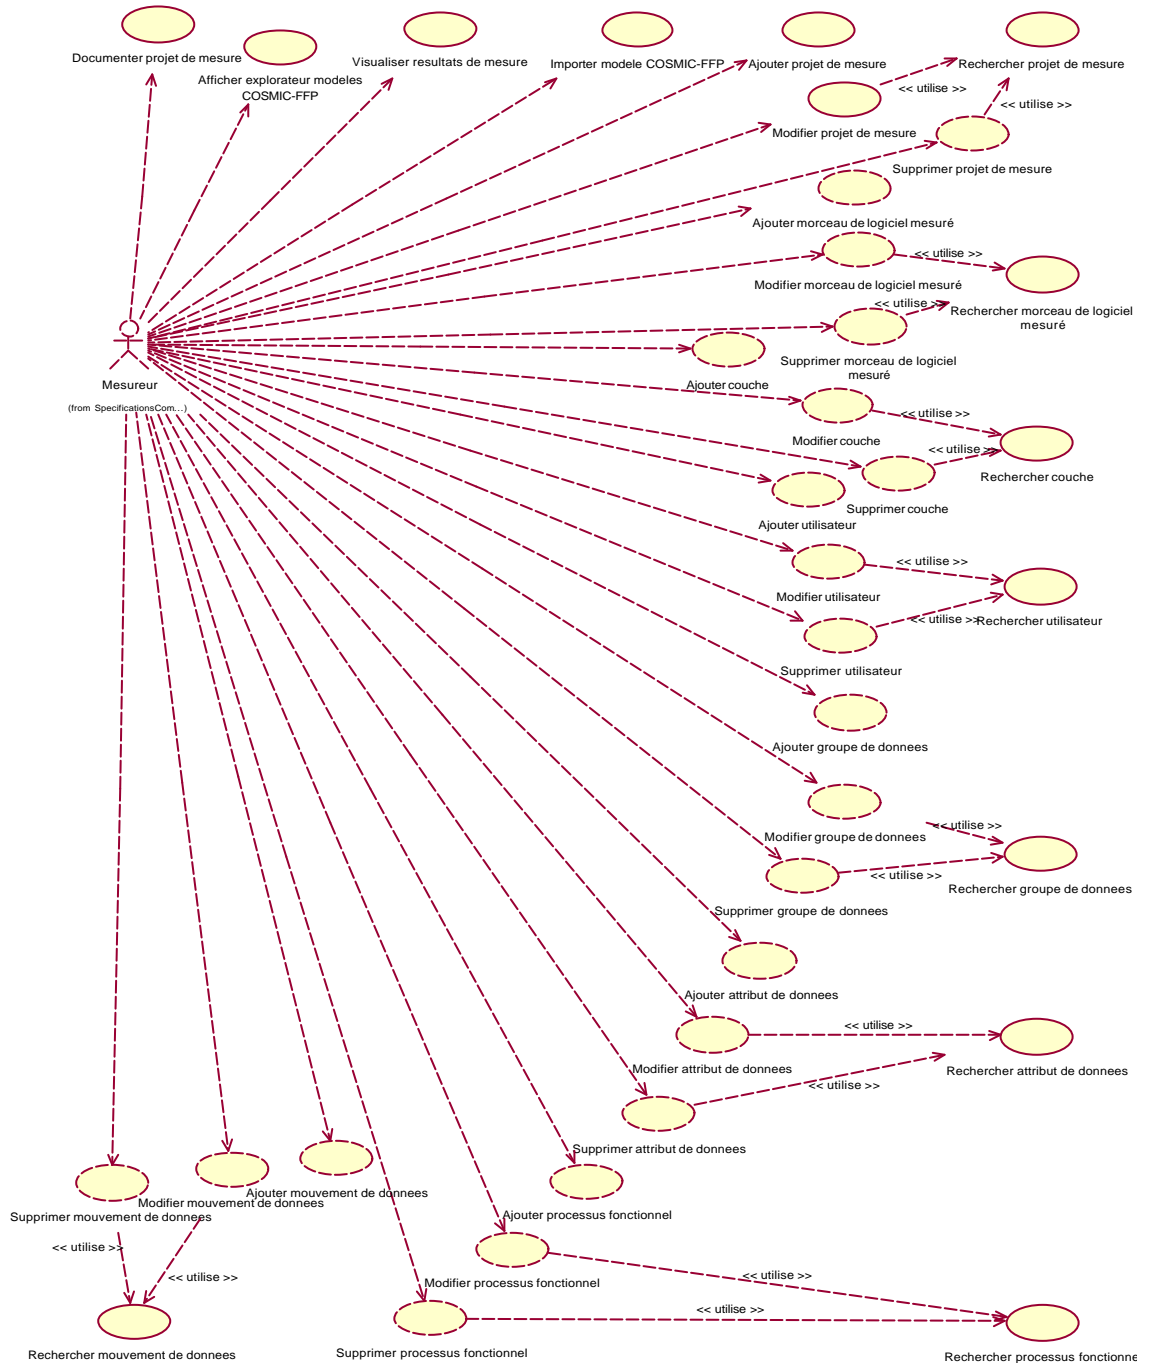 Documenter projet de mesure
Afficher explorateur modeles
COSMIC-FFP
Visualiser resultats de mesure
Importer modele COSMIC-FFP
Ajouter projet de mesure
Rechercher projet de mesure
<< utilise >>
<< utilise >>
Modifier projet de mesure
Supprimer projet de mesure
Ajouter morceau de logiciel mesuré
<< utilise >>
Modifier morceau de logiciel mesuré
<< utilise >>
Rechercher morceau de logiciel
mesuré
Supprimer morceau de logiciel
mesuré
Mesureur
(from SpecificationsCom...)
Ajouter couche
<< utilise >>
Modifier couche
<< utilise >>
Rechercher couche
Supprimer couche
Ajouter utilisateur
<< utilise >>
Modifier utilisateur
<< utilise >>
Rechercher utilisateur
Supprimer utilisateur
Ajouter groupe de donnees
<< utilise >>
Modifier groupe de donnees
<< utilise >>
Rechercher groupe de donnees
Supprimer groupe de donnees
Ajouter attribut de donnees
<< utilise >>
Modifier attribut de donnees
Rechercher attribut de donnees
<< utilise >>
Supprimer attribut de donnees
Ajouter mouvement de donnees
Modifier mouvement de donnees
Supprimer mouvement de donnees
Ajouter processus fonctionnel
<< utilise >>
<< utilise >>
<< utilise >>
Modifier processus fonctionnel
<< utilise >>
Rechercher mouvement de donnees
Supprimer processus fonctionnel
Rechercher processus fonctionne